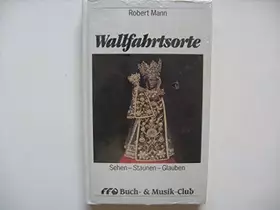 Robert Mann
Wallfahrtsorte
Sehen – Staunen – Glauben
Buch- & Musik-Club